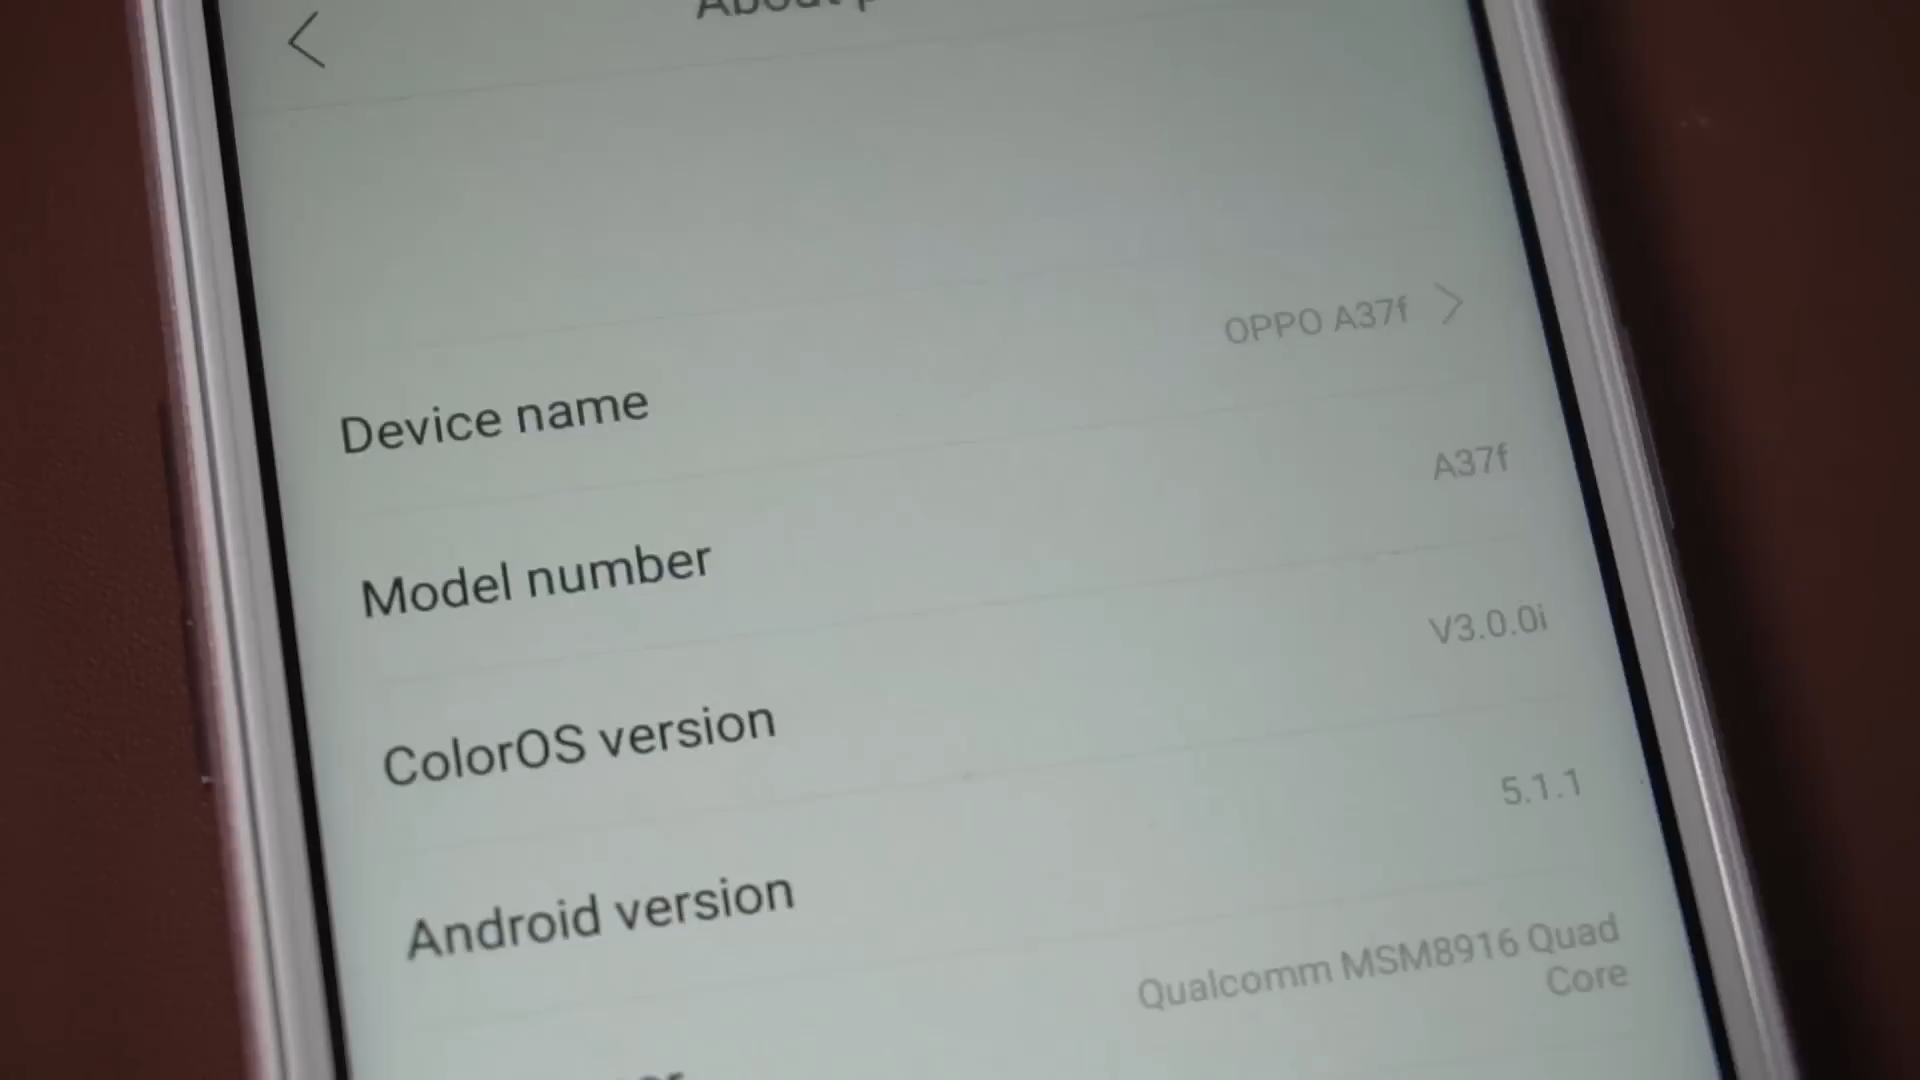 Device name
OPPO A37f
Model number
A37f
ColorOS version
V3.0.0i
Android version
5.1.1
Qualcomm MSM8916 Quad
Core